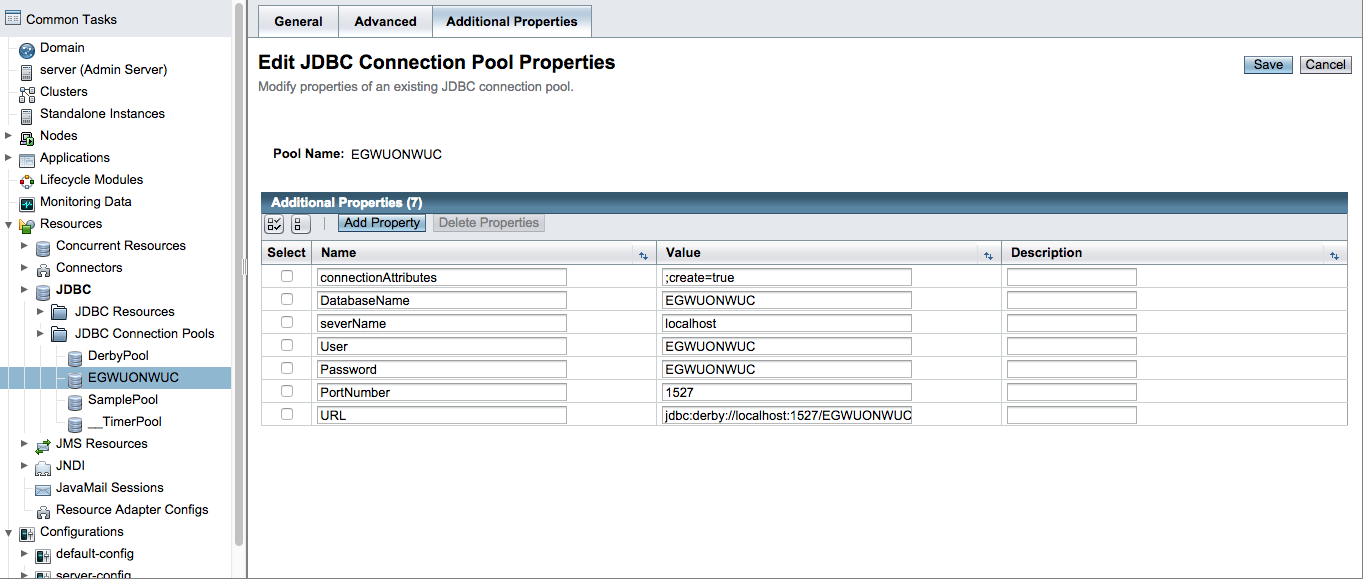 Common Tasks
Domain
server (Admin Server)
Clusters
Standalone Instances
Nodes
Applications
Lifecycle Modules
Monitoring Data
Resources
Concurrent Resources
Connectors
JDBC
JDBC Resources
JDBC Connection Pools
DerbyPool
EGWUONWUC
SamplePool
__TimerPool
JMS Resources
JNDI
JavaMail Sessions
Resource Adapter Configs
Configurations
default-config
server-config
General Advanced Additional Properties
Edit JDBC Connection Pool Properties
Save Cancel
Modify properties of an existing JDBC connection pool.
Pool Name: EGWUONWUC
Additional Properties (7)
Add Property Delete Properties
Select Name Value Description
connectionAttributes ;create=true
DatabaseName EGWUONWUC
severName localhost
User EGWUONWUC
Password EGWUONWUC
PortNumber 1527
URL jdbc:derby://localhost:1527/EGWUONWUC